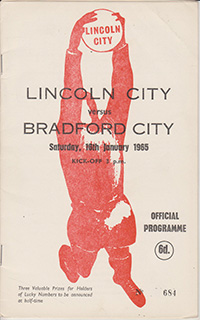 LINCOLN
CITY
LINCOLN CITY
versus
BRADFORD CITY
Saturday, 16th January 1965
KICK-OFF 3 p.m.
OFFICIAL
PROGRAMME
6d.
Three Valuable Prizes for Holders
of Lucky Numbers to be announced
at half-time
684